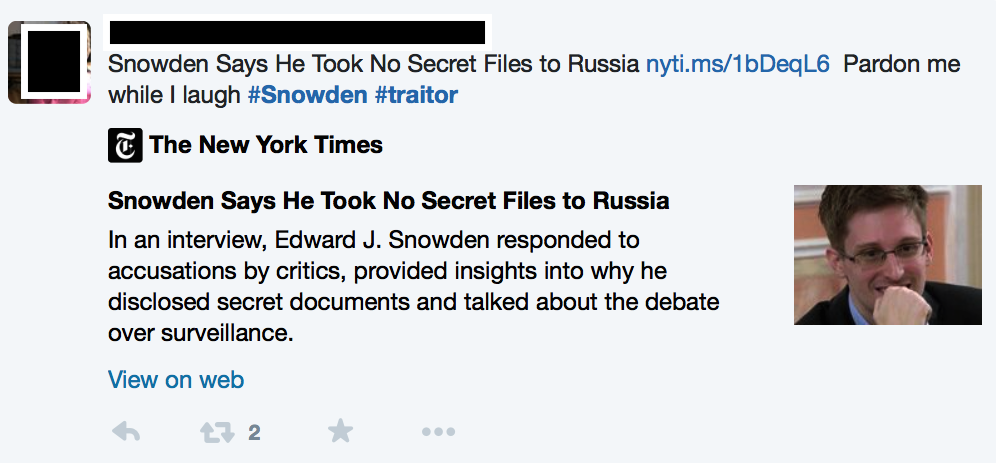 Snowden Says He Took No Secret Files to Russia nyti.ms/1bDeqL6 Pardon me
while I laugh #Snowden #traitor
The New York Times
Snowden Says He Took No Secret Files to Russia
In an interview, Edward J. Snowden responded to
accusations by critics, provided insights into why he
disclosed secret documents and talked about the debate
over surveillance.
View on web
2